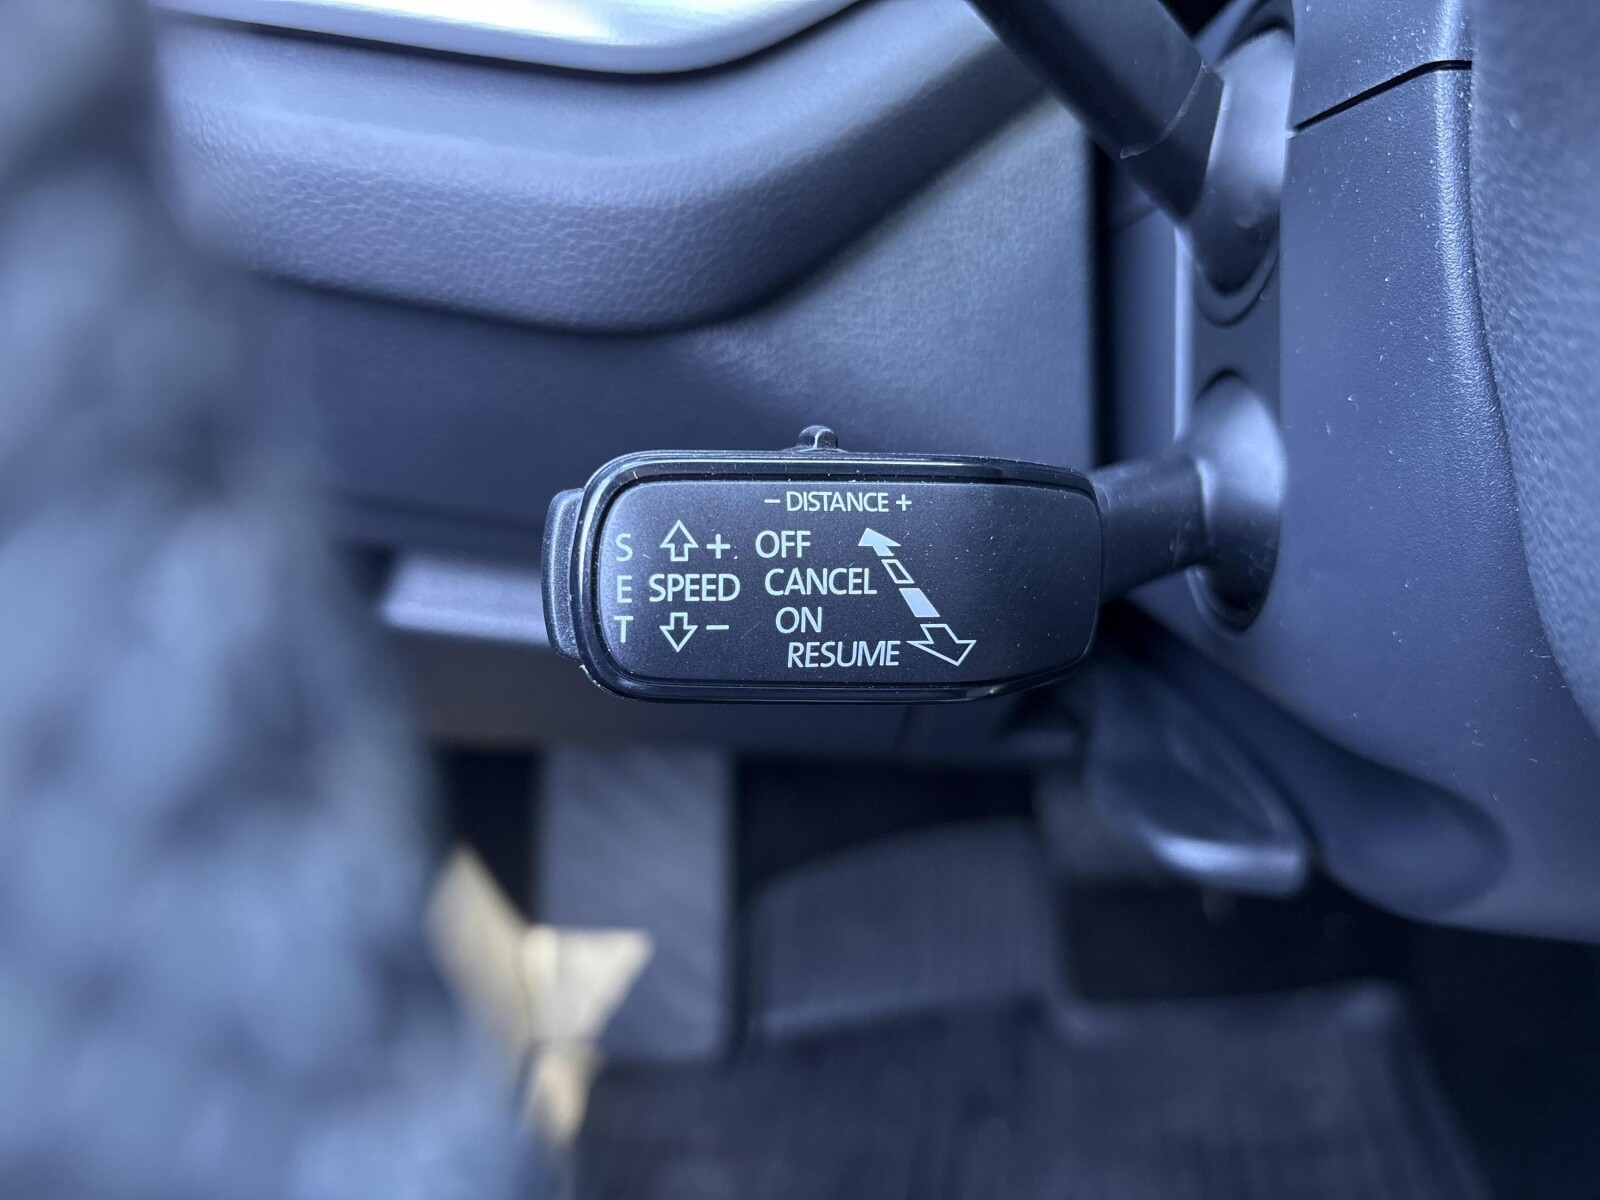 − DISTANCE +
S + OFF
E SPEED CANCEL
T − ON
RESUME